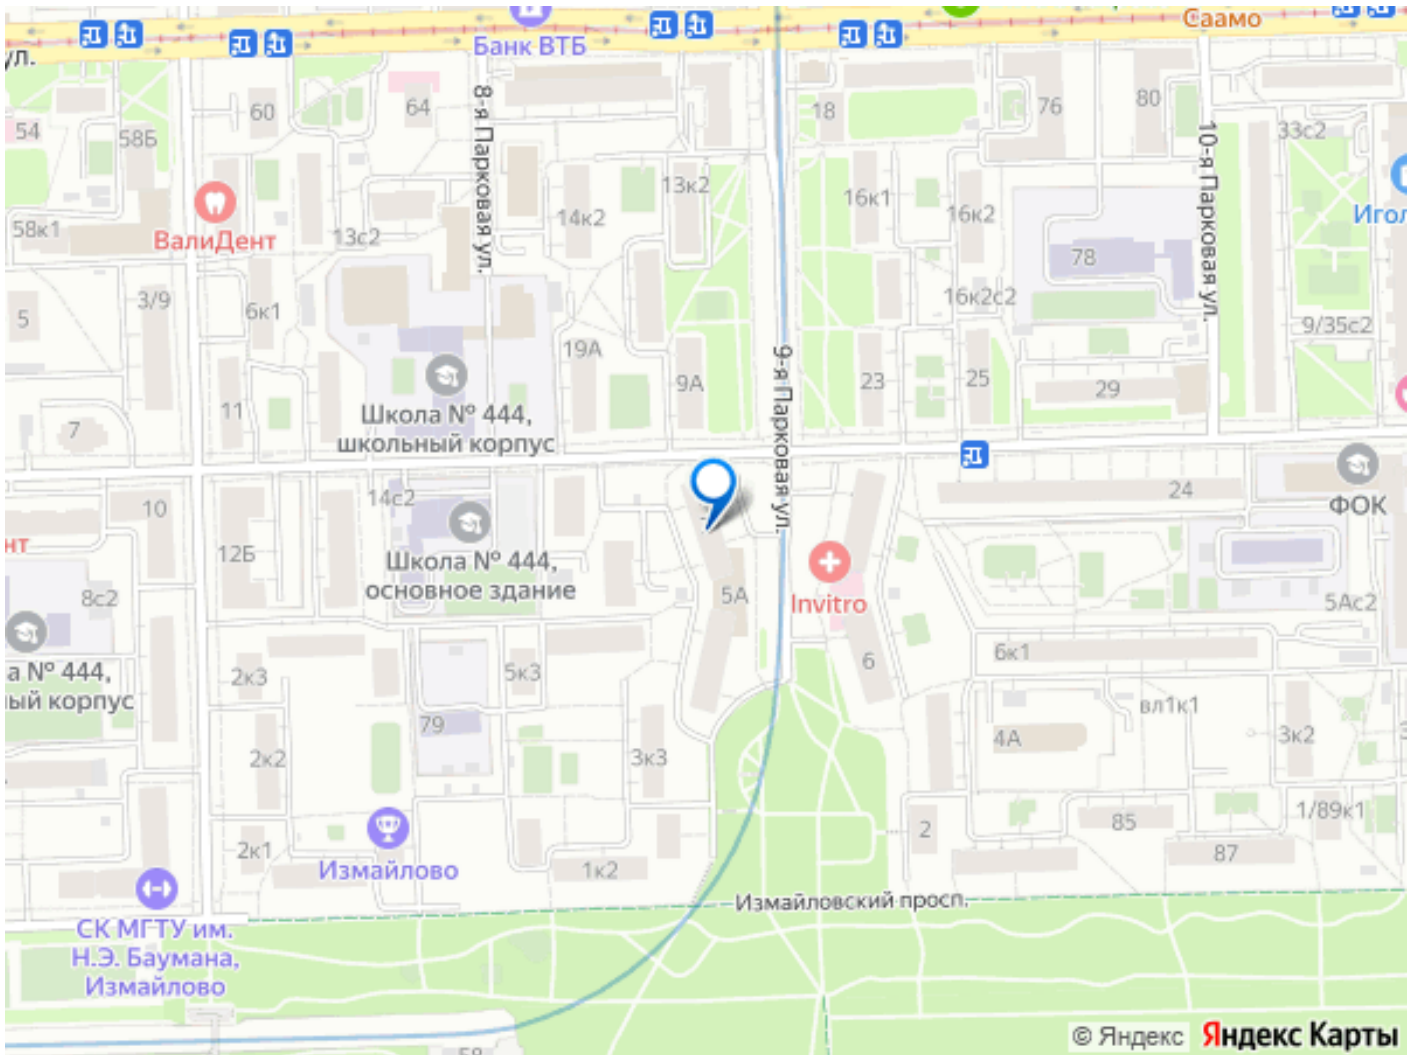 Саамо
Банк ВТБ
ул.
60
64
8-я Парковая ул.
18
76
80
10-я Парковая ул.
33с2
54
58Б
13к2
16к1
16к2
14к2
58к1
ВалиДент
13с2
Игол
78
3/9
6к1
16к2с2
5
9/35с2
19А
9-я Парковая ул.
9А
23
25
29
11
Школа № 444,
школьный корпус
7
10
14с2
24
ФОК
нт
12Б
Школа № 444,
основное здание
5А
Invitro
8с2
5Ас2
6
6к1
а № 444,
ый корпус
2к3
5к3
79
вл1к1
4А
3к2
2к2
3к3
1/89к1
85
2
87
2к1
Измайлово
1к2
Измайловский просп.
СК МГТУ им.
Н.Э. Баумана,
Измайлово
© Яндекс Яндекс Карты